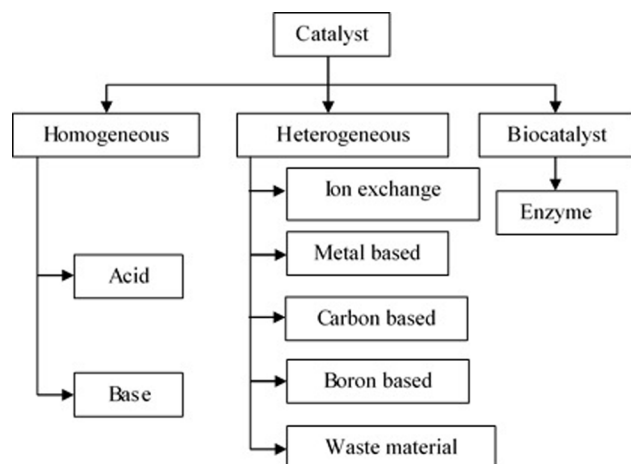 Catalyst
Homogeneous
Heterogeneous
Biocatalyst
Ion exchange
Enzyme
Metal based
Acid
Carbon based
Boron based
Base
Waste material